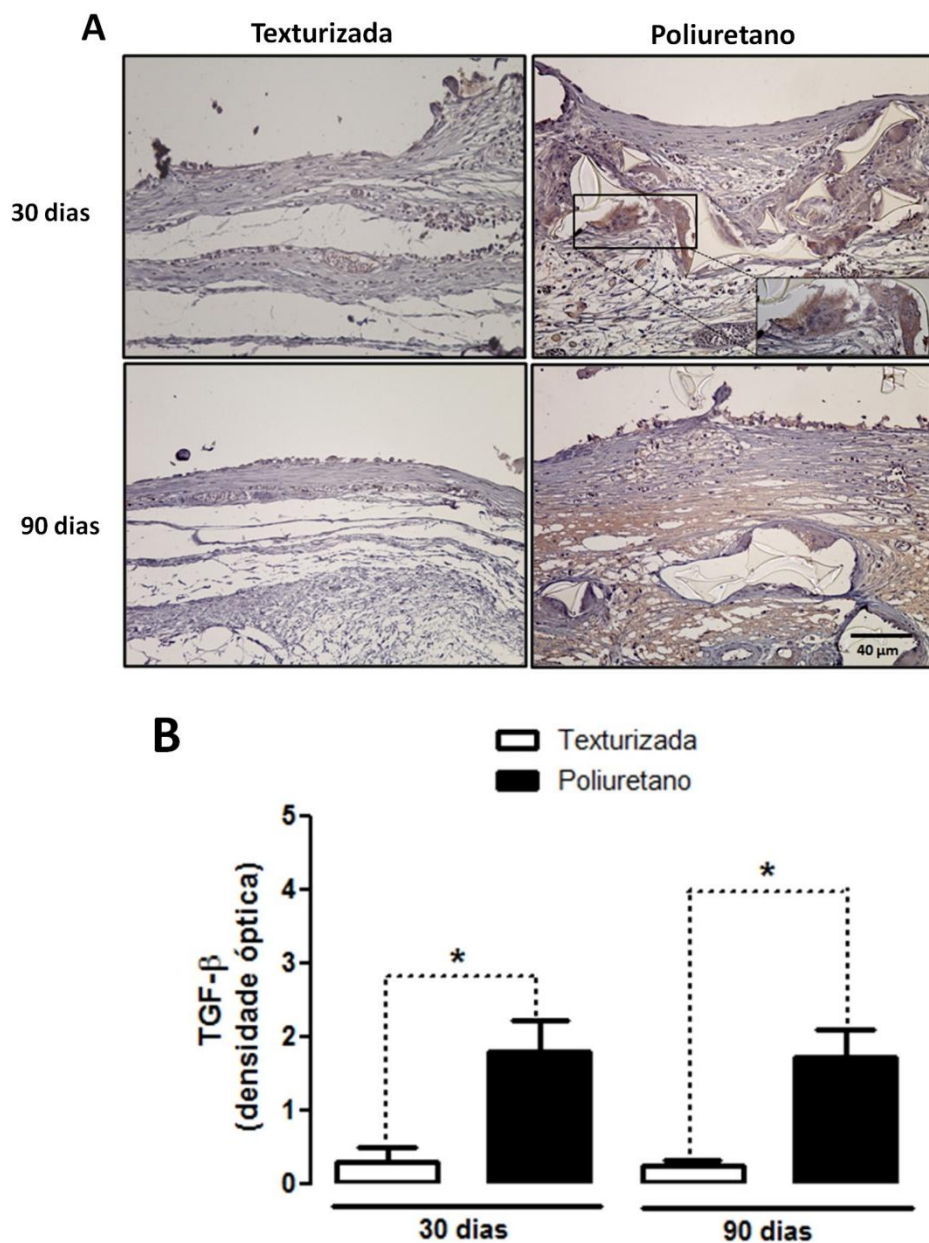 A
Texturizada
Poliuretano
30 dias
90 dias
40 µm
B
Texturizada
Poliuretano
TGF-β
(densidade óptica)
5
4
3
2
1
0
*
*
30 dias
90 dias